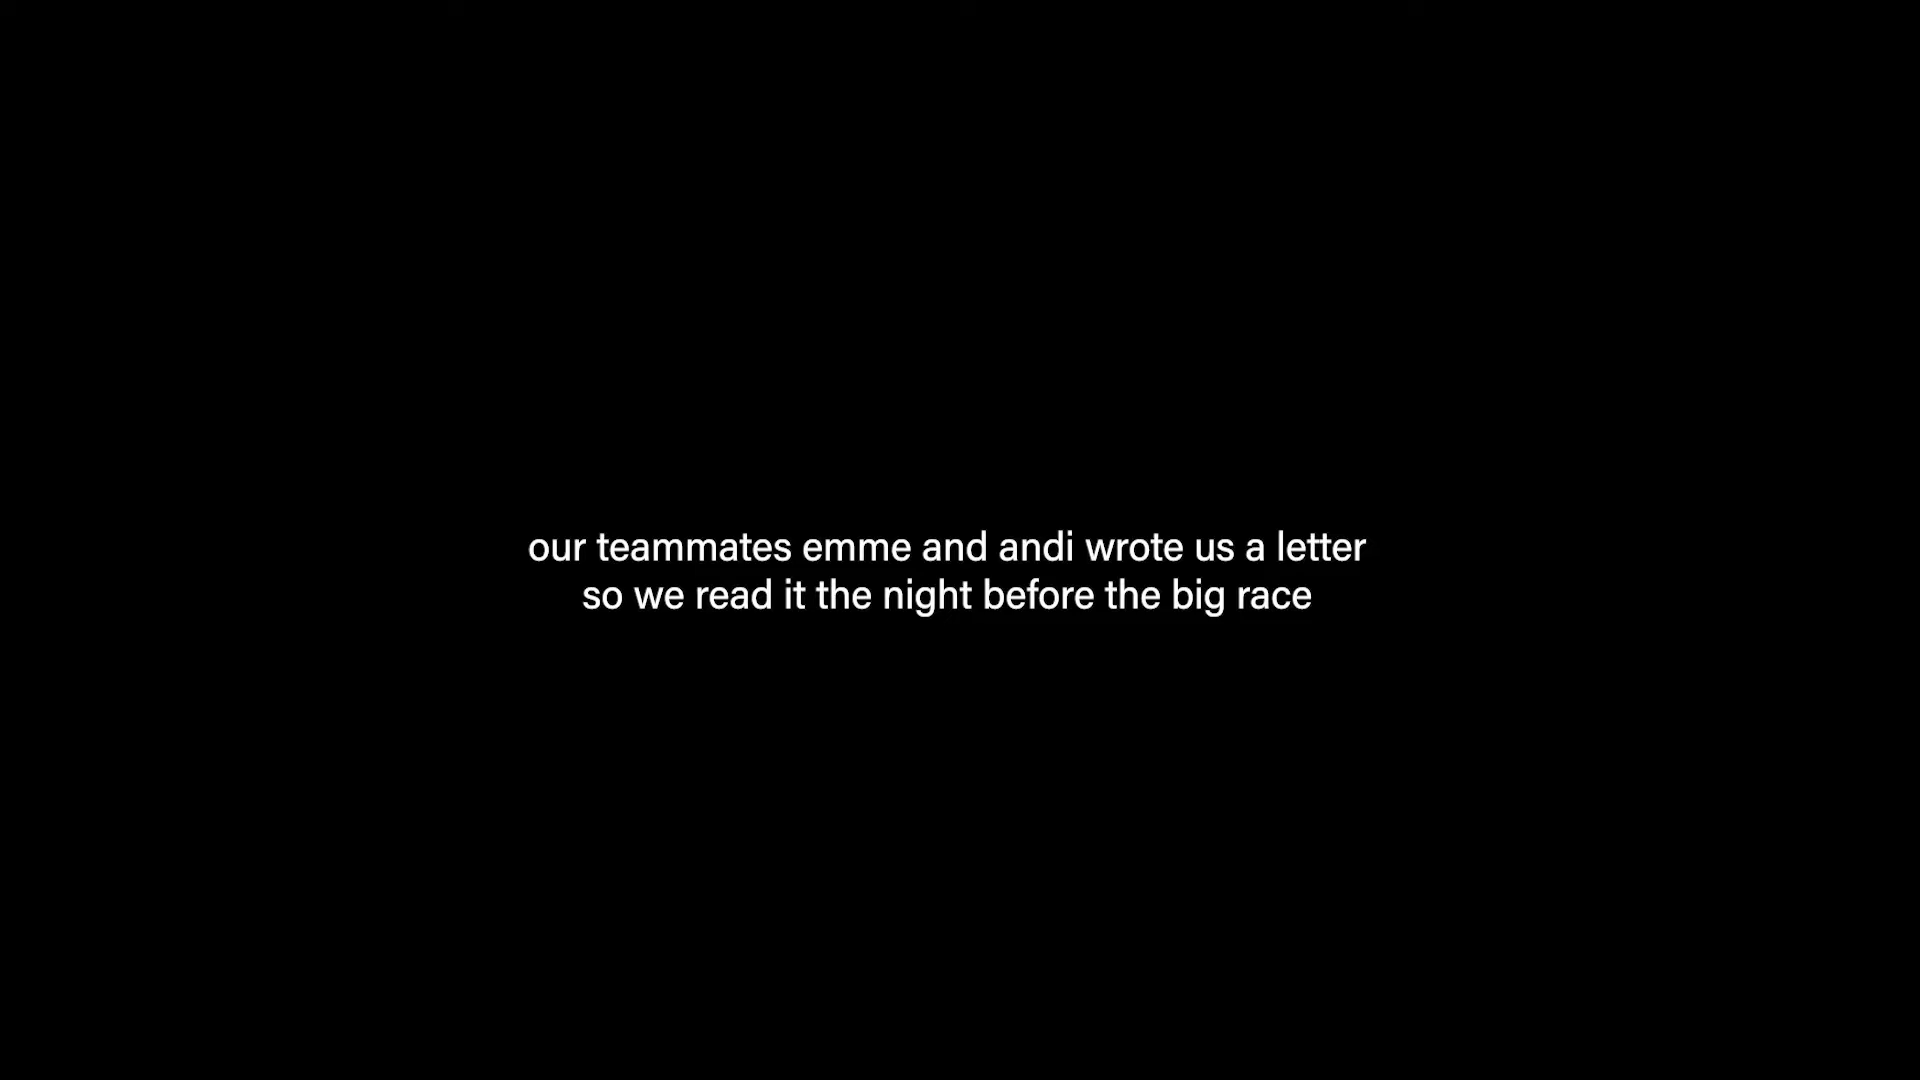 our teammates emme and andi wrote us a letter
so we read it the night before the big race